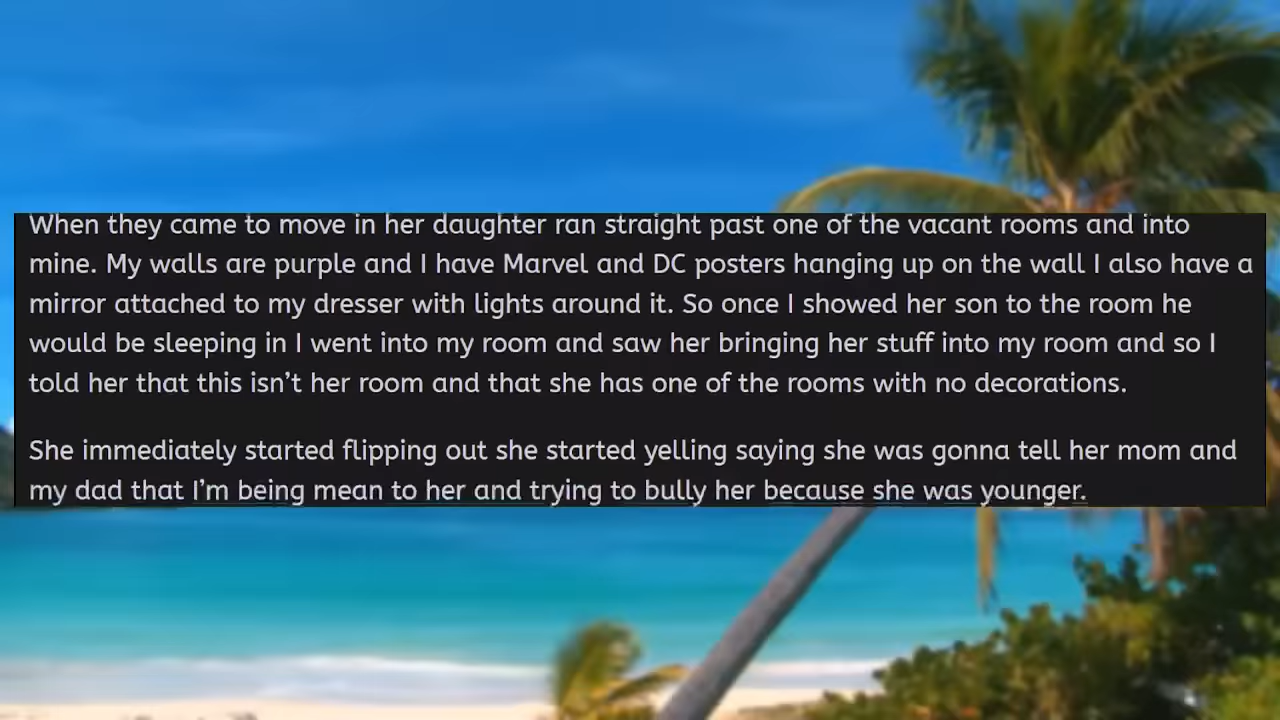 When they came to move in her daughter ran straight past one of the vacant rooms and into
mine. My walls are purple and I have Marvel and DC posters hanging up on the wall I also have a
mirror attached to my dresser with lights around it. So once I showed her son to the room he
would be sleeping in I went into my room and saw her bringing her stuff into my room and so I
told her that this isn’t her room and that she has one of the rooms with no decorations.
She immediately started flipping out she started yelling saying she was gonna tell her mom and
my dad that I’m being mean to her and trying to bully her because she was younger.